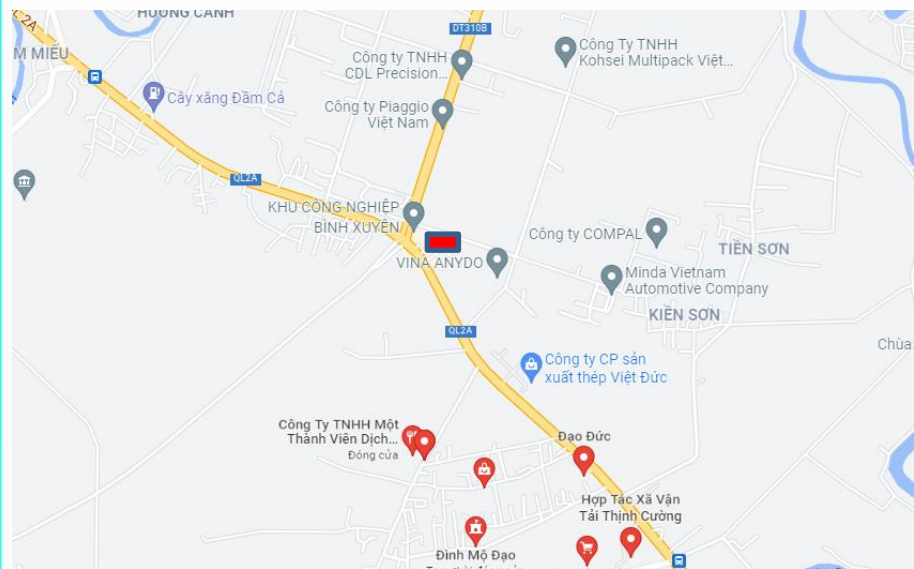 HƯƠNG CANH
DT310B
L 2A
M MIẾU
Công ty TNHH
CDL Precision...
Công Ty TNHH
Kohsei Multipack Việt...
Cây xăng Đầm Cả
Công ty Piaggio
Việt Nam
QL2A
KHU CÔNG NGHIỆP
BÌNH XUYÊN
Công ty COMPAL
TIỀN SƠN
VINA ANYDO
Minda Vietnam
Automotive Company
KIỀN SƠN
QL2A
Chùa
Công ty CP sản
xuất thép Việt Đức
Công Ty TNHH Một
Thành Viên Dịch...
Đóng cửa
Đạo Đức
Hợp Tác Xã Vận
Tải Thịnh Cường
Đình Mộ Đạo